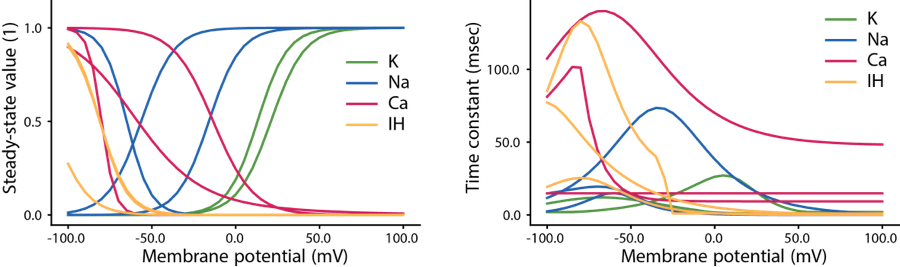 Steady-state value (1)
1.0
0.5
0.0
-100.0 -50.0 0.0 50.0 100.0
Membrane potential (mV)
K
Na
Ca
IH
Time constant (msec)
100.0
50.0
0.0
-100.0 -50.0 0.0 50.0 100.0
Membrane potential (mV)
K
Na
Ca
IH